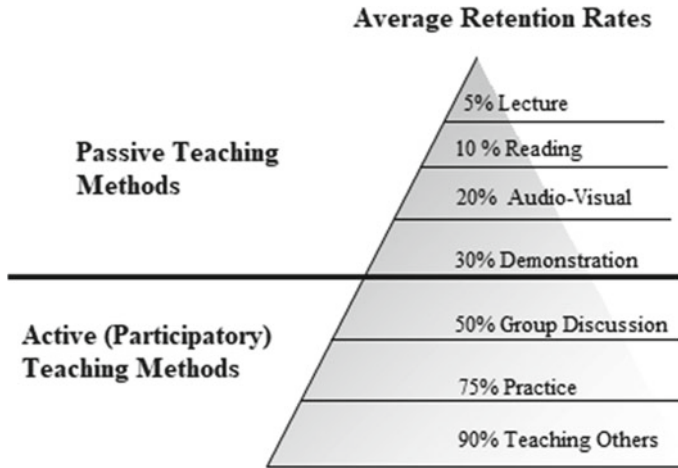 Average Retention Rates
5% Lecture
10 % Reading
Passive Teaching
Methods
20% Audio-Visual
30% Demonstration
50% Group Discussion
Active (Participatory)
Teaching Methods
75% Practice
90% Teaching Others